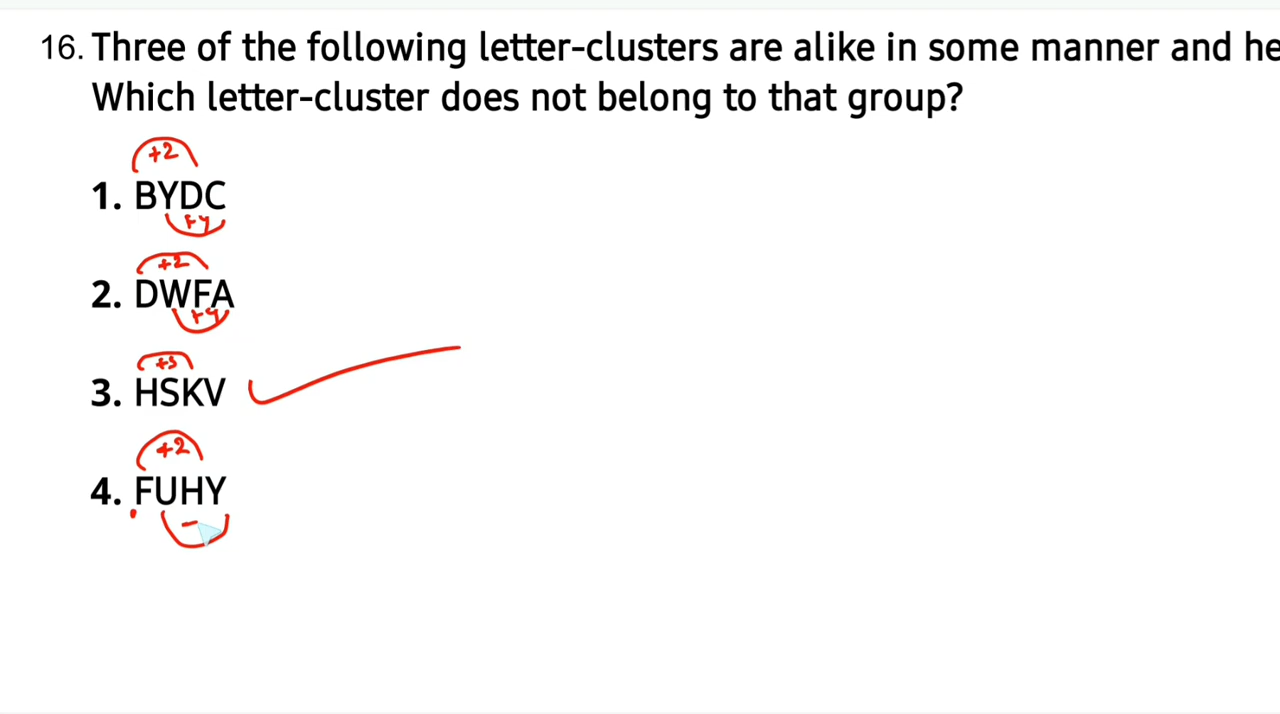 16. Three of the following letter-clusters are alike in some manner and he
Which letter-cluster does not belong to that group?
+2
1. BYDC
+4
+2
2. DWFA
+4
+3
3. HSKV
+2
4. FUHY
-